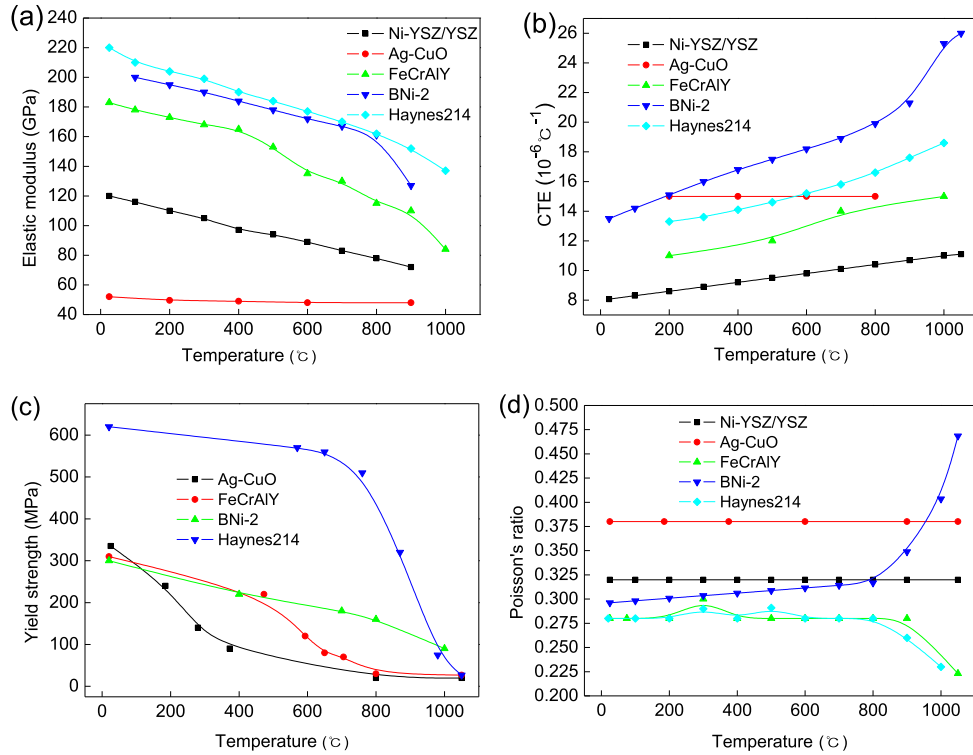 (a)
Elastic modulus (GPa)
220
200
180
160
140
120
100
80
60
40
Ni-YSZ/YSZ
Ag-CuO
FeCrAlY
BNi-2
Haynes214
0 200 400 600 800 1000
Temperature (℃)
(b)
CTE (10⁻⁶℃⁻¹)
26
24
22
20
18
16
14
12
10
8
Ni-YSZ/YSZ
Ag-CuO
FeCrAlY
BNi-2
Haynes214
0 200 400 600 800 1000
Temperature (℃)
(c)
Yield strength (MPa)
600
500
400
300
200
100
0
Ag-CuO
FeCrAlY
BNi-2
Haynes214
0 200 400 600 800 1000
Temperature (℃)
(d)
Poisson's ratio
0.500
0.475
0.450
0.425
0.400
0.375
0.350
0.325
0.300
0.275
0.250
0.225
0.200
Ni-YSZ/YSZ
Ag-CuO
FeCrAlY
BNi-2
Haynes214
0 200 400 600 800 1000
Temperature (℃)